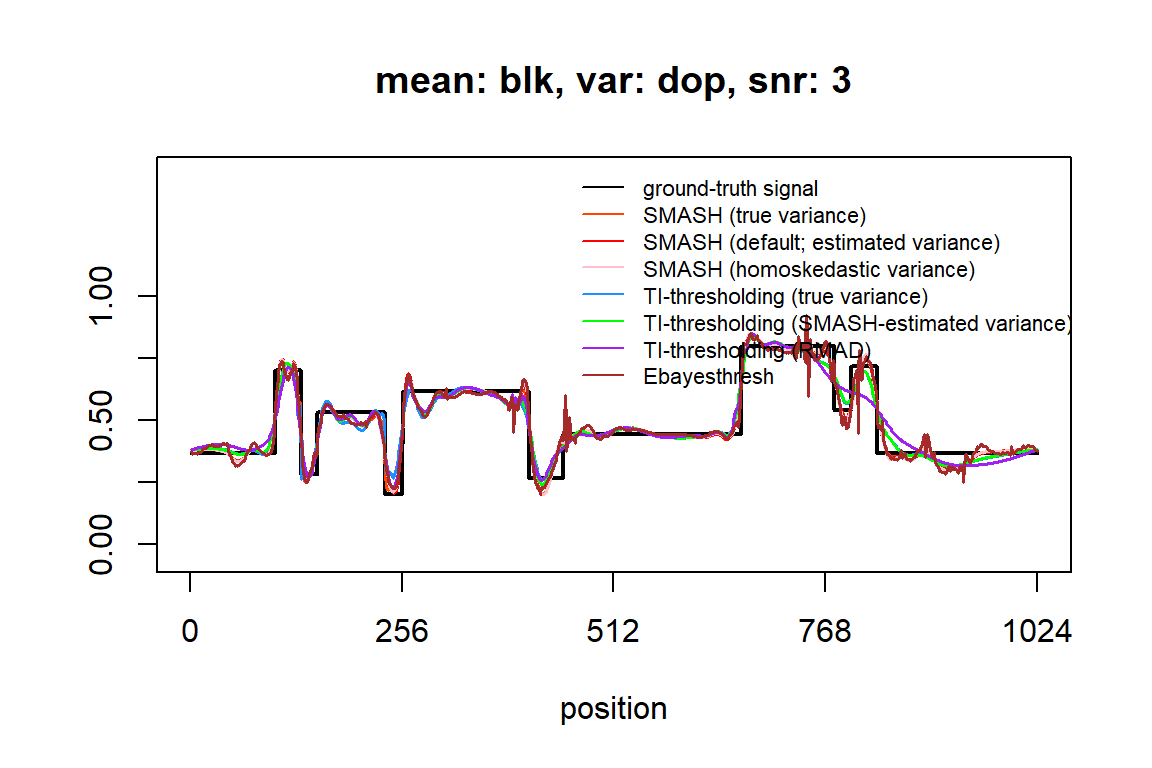 mean: blk, var: dop, snr: 3
ground-truth signal
SMASH (true variance)
SMASH (default; estimated variance)
SMASH (homoskedastic variance)
TI-thresholding (true variance)
TI-thresholding (SMASH-estimated variance)
TI-thresholding (RMAD)
Ebayesthresh
1.00
0.50
0.00
0 256 512 768 1024
position